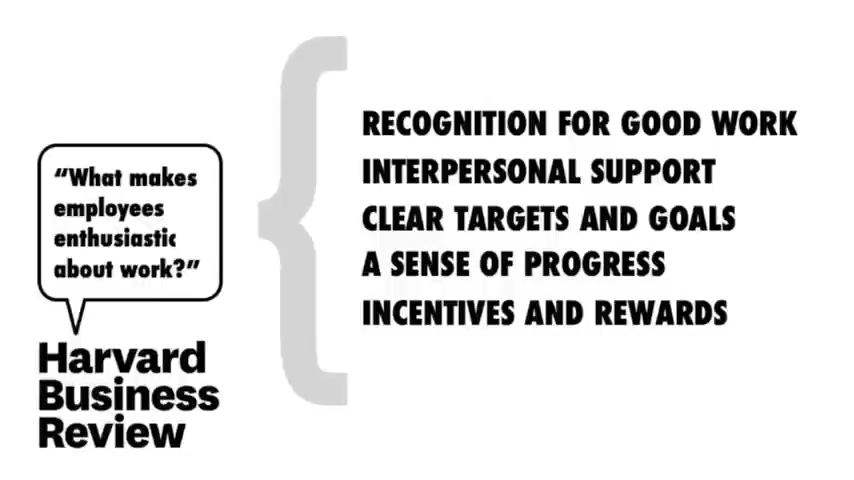 "What makes
employees
enthusiastic
about work?"
Harvard
Business
Review
RECOGNITION FOR GOOD WORK
INTERPERSONAL SUPPORT
CLEAR TARGETS AND GOALS
A SENSE OF PROGRESS
INCENTIVES AND REWARDS